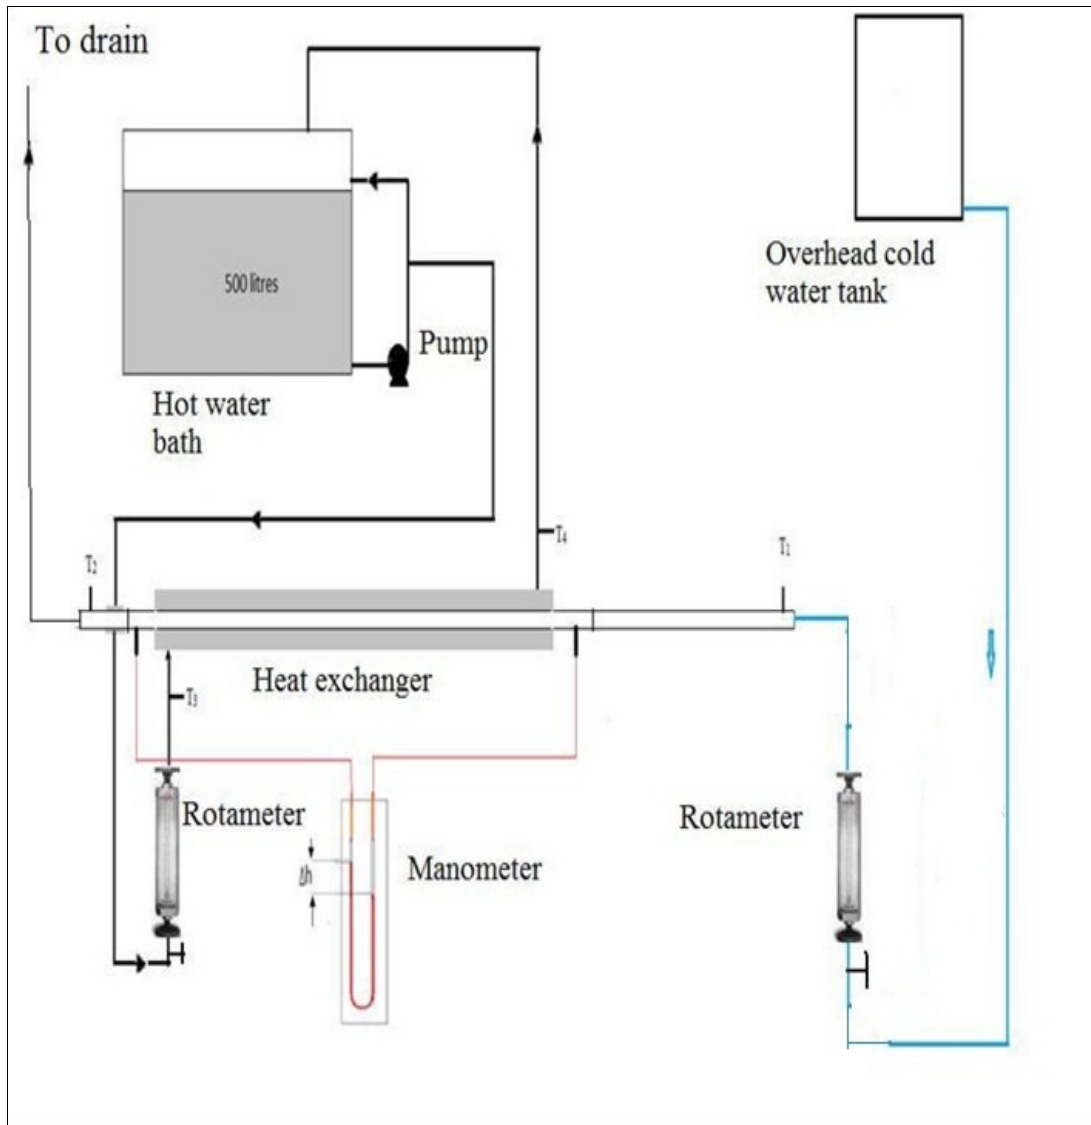 To drain
500 litres
Pump
Hot water
bath
Overhead cold
water tank
T₂
T₄
T₁
Heat exchanger
T₃
Rotameter
Δh
Manometer
Rotameter